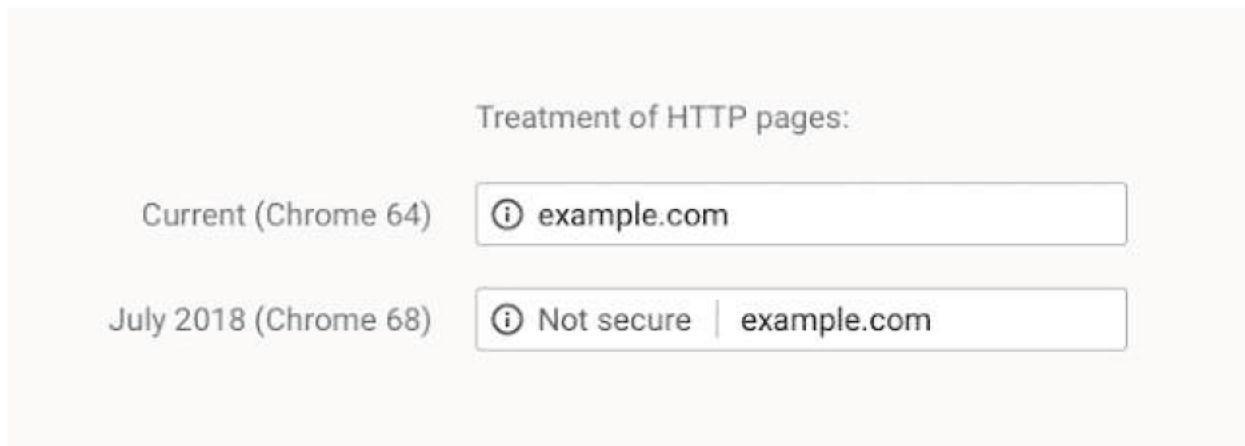 Treatment of HTTP pages:
Current (Chrome 64) example.com
July 2018 (Chrome 68) Not secure example.com